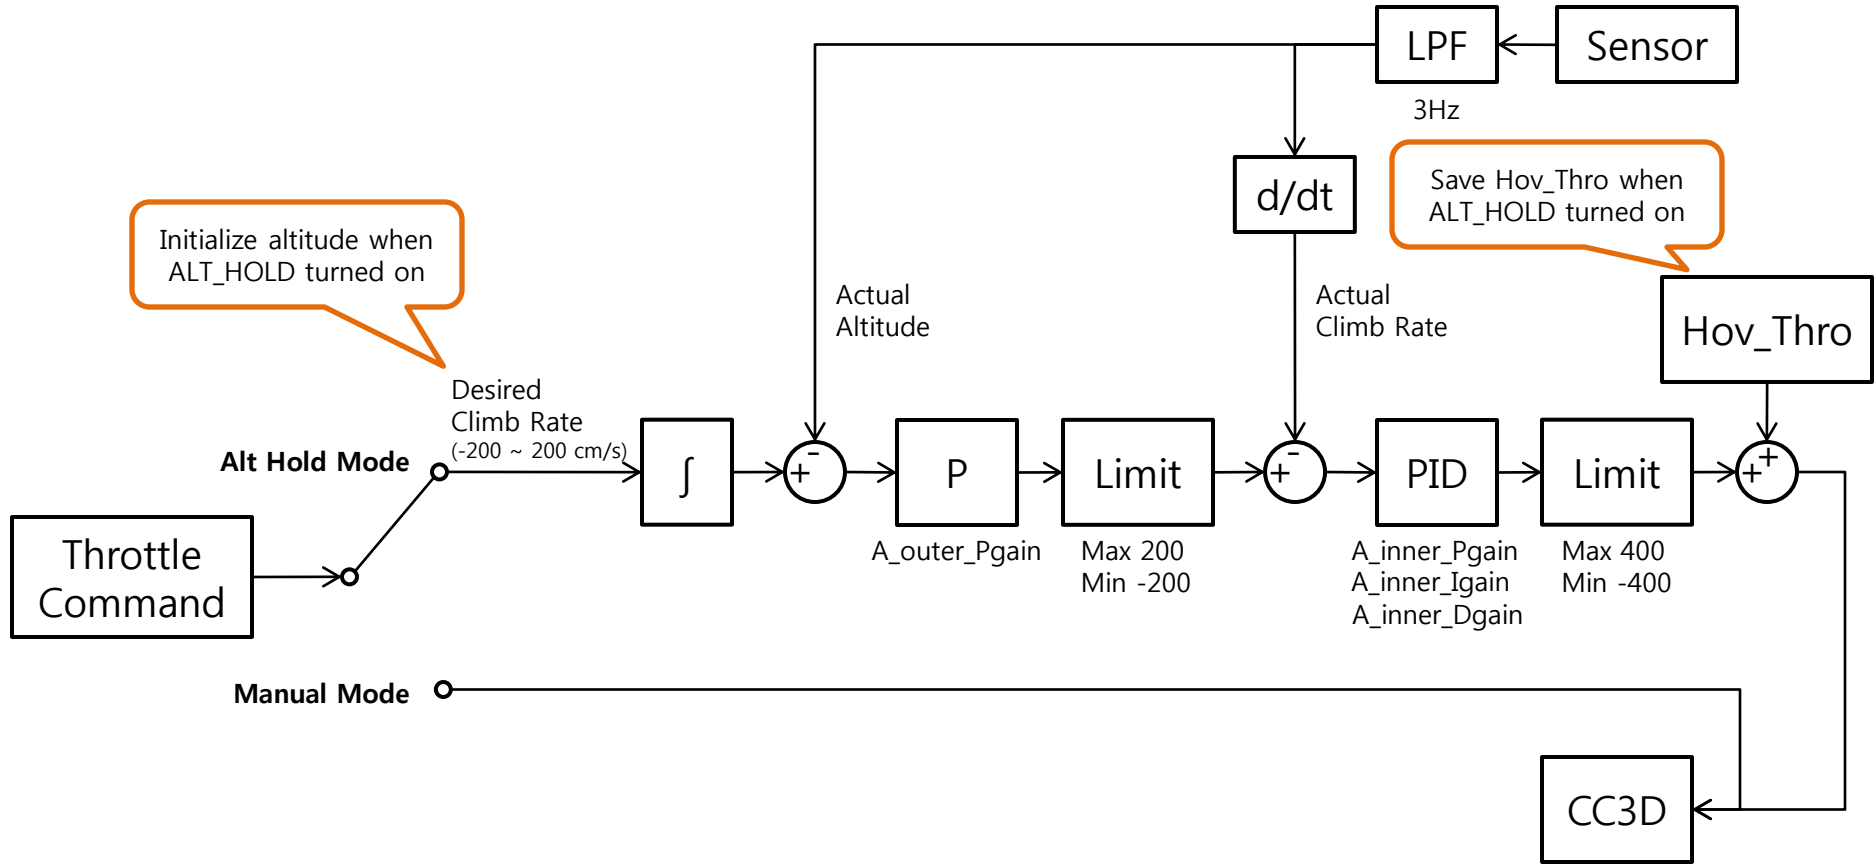 LPF
Sensor
3Hz
d/dt
Save Hov_Thro when
ALT_HOLD turned on
Initialize altitude when
ALT_HOLD turned on
Actual
Altitude
Actual
Climb Rate
Hov_Thro
Desired
Climb Rate
(-200 ~ 200 cm/s)
Alt Hold Mode
∫
+
-
P
Limit
+
-
PID
Limit
+
+
A_outer_Pgain
Max 200
Min -200
A_inner_Pgain
A_inner_Igain
A_inner_Dgain
Max 400
Min -400
Throttle
Command
Manual Mode
CC3D